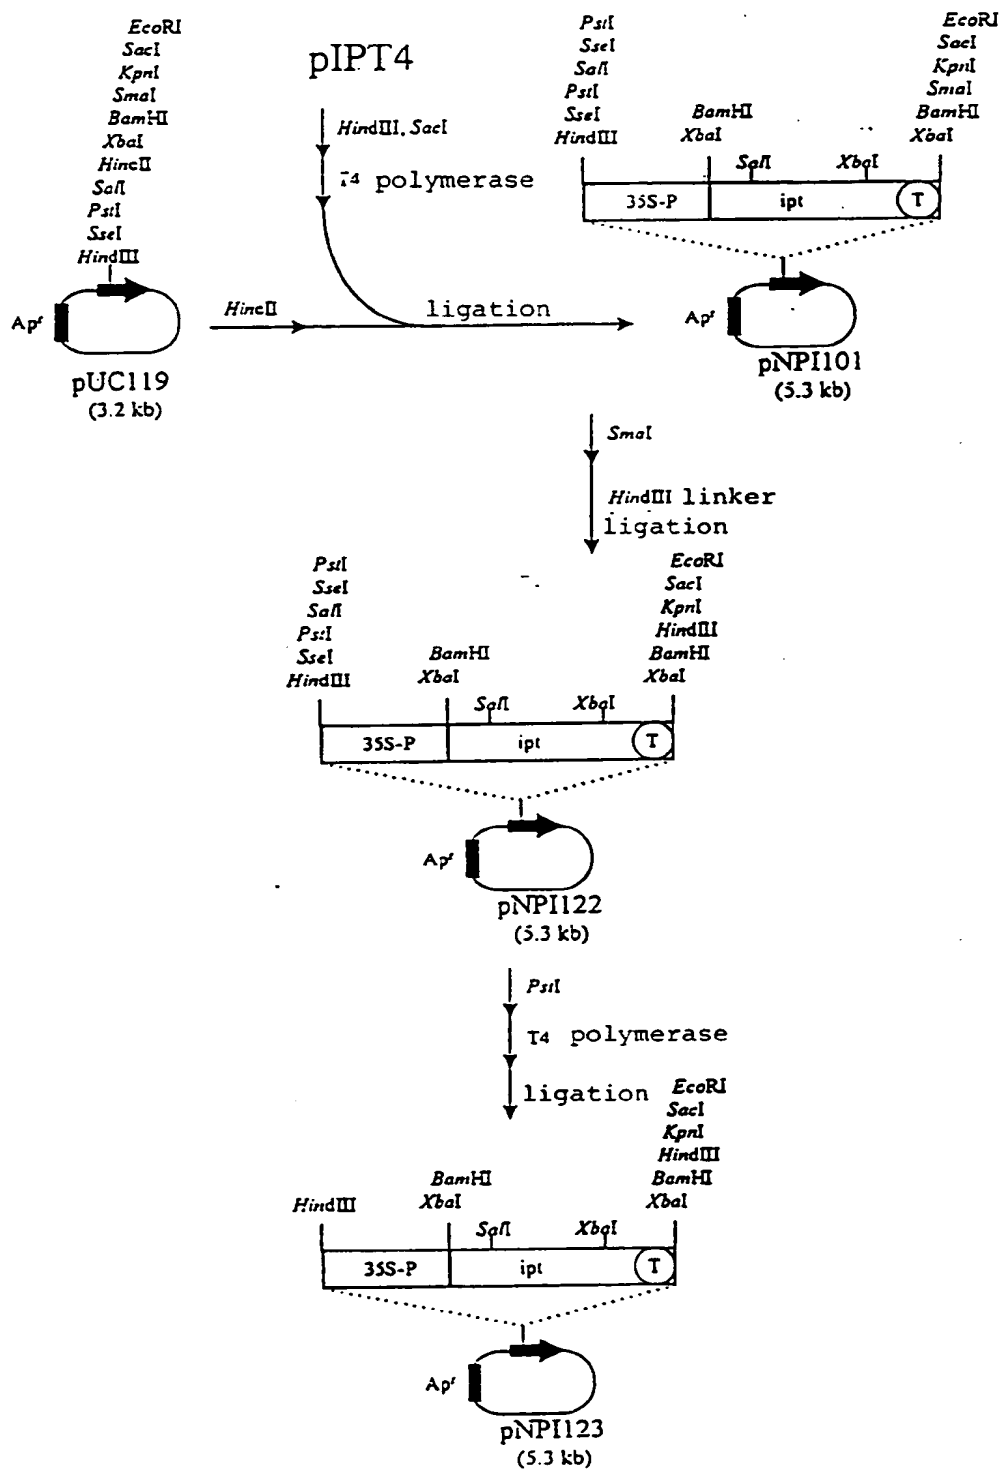 EcoRI
SacI
KpnI
SmaI
BamHI
XbaI
HincII
SalI
PstI
SseI
HindIII
Apr
pUC119
(3.2 kb)
pIPT4
HindIII, SacI
T4 polymerase
HincII
ligation
PstI
SseI
SalI
PstI
SseI
HindIII
BamHI
XbaI
SalI
XbaI
EcoRI
SacI
KpnI
SmaI
BamHI
XbaI
35S-P
ipt
T
Apr
pNPI101
(5.3 kb)
SmaI
HindIII linker
ligation
PstI
SseI
SalI
PstI
SseI
HindIII
BamHI
XbaI
SalI
XbaI
EcoRI
SacI
KpnI
HindIII
BamHI
XbaI
35S-P
ipt
T
Apr
pNPI122
(5.3 kb)
PstI
T4 polymerase
ligation
HindIII
BamHI
XbaI
SalI
XbaI
EcoRI
SacI
KpnI
HindIII
BamHI
XbaI
35S-P
ipt
T
Apr
pNPI123
(5.3 kb)